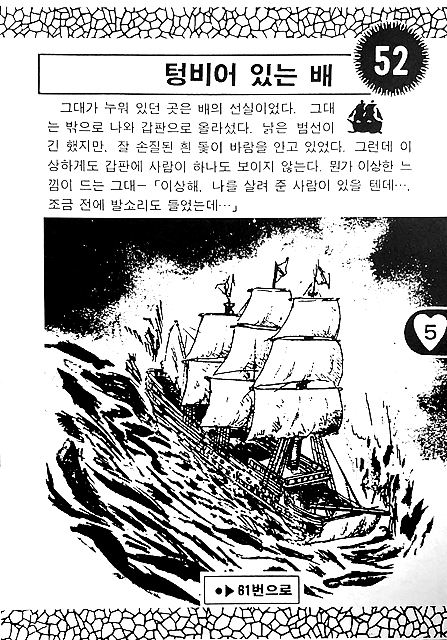 52
텅비어 있는 배
그대가 누워 있던 곳은 배의 선실이었다. 그대
는 밖으로 나와 갑판으로 올라섰다. 낡은 범선이
긴 했지만, 잘 손질된 흰 돛이 바람을 안고 있었다. 그런데 이
상하게도 갑판에 사람이 하나도 보이지 않는다. 뭔가 이상한 느
낌이 드는 그대— 「이상해, 나를 살려 준 사람이 있을 텐데…,
조금 전에 발소리도 들었는데…」
5
●▶81번으로